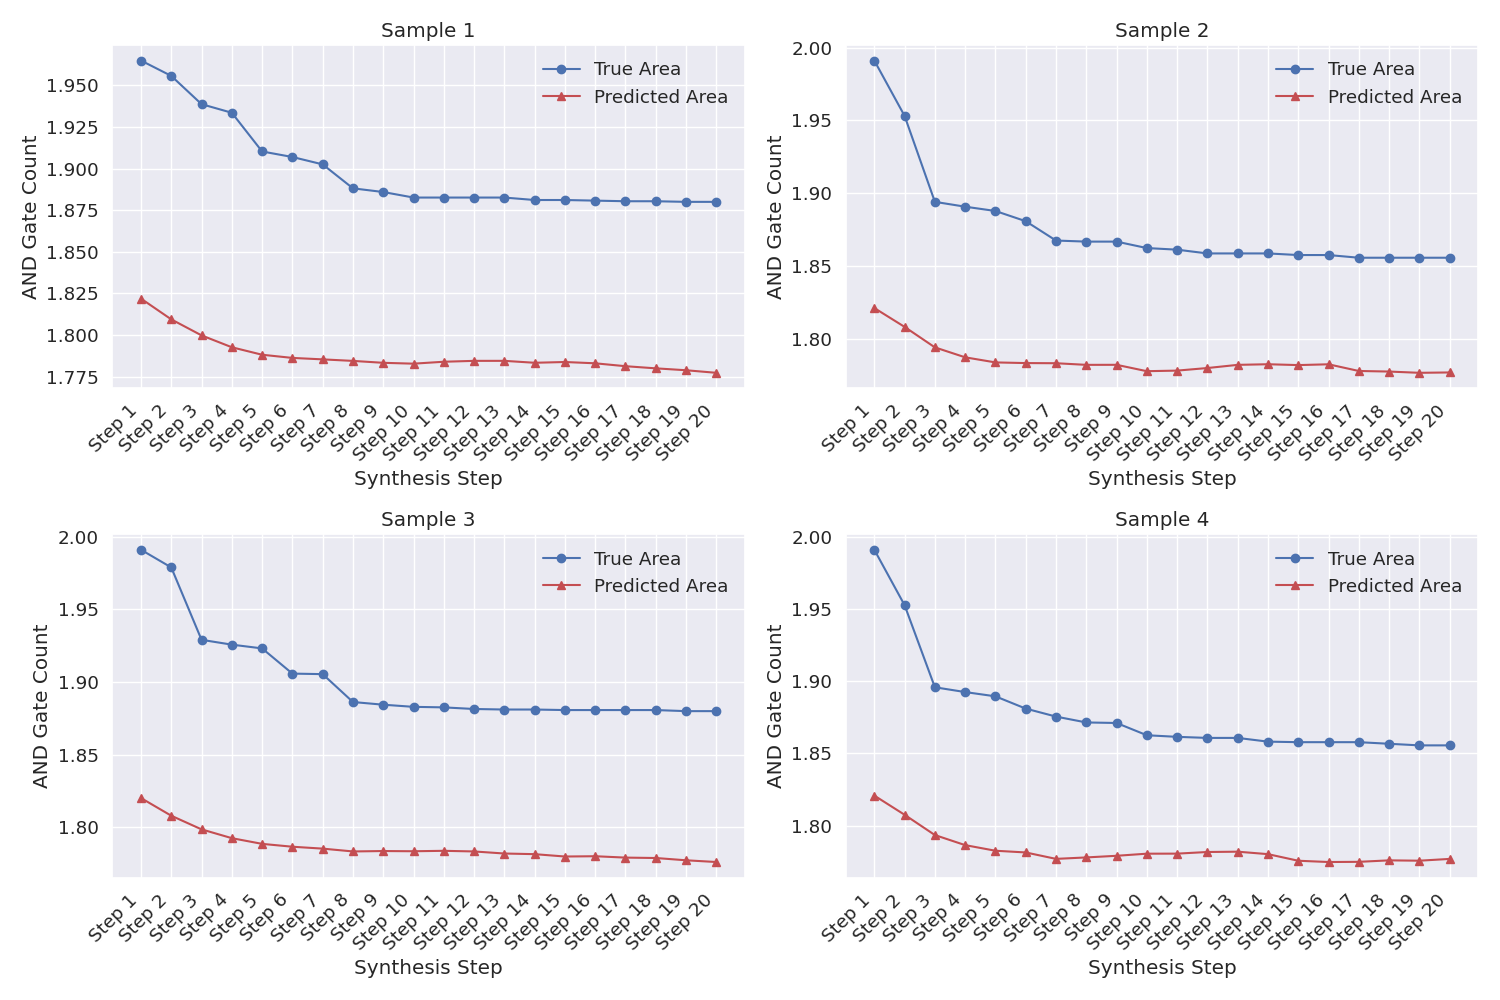 Sample 1
AND Gate Count
1.950
1.925
1.900
1.875
1.850
1.825
1.800
1.775
True Area
Predicted Area
Step 1
Step 2
Step 3
Step 4
Step 5
Step 6
Step 7
Step 8
Step 9
Step 10
Step 11
Step 12
Step 13
Step 14
Step 15
Step 16
Step 17
Step 18
Step 19
Step 20
Synthesis Step
Sample 2
AND Gate Count
2.00
1.95
1.90
1.85
1.80
True Area
Predicted Area
Step 1
Step 2
Step 3
Step 4
Step 5
Step 6
Step 7
Step 8
Step 9
Step 10
Step 11
Step 12
Step 13
Step 14
Step 15
Step 16
Step 17
Step 18
Step 19
Step 20
Synthesis Step
Sample 3
AND Gate Count
2.00
1.95
1.90
1.85
1.80
True Area
Predicted Area
Step 1
Step 2
Step 3
Step 4
Step 5
Step 6
Step 7
Step 8
Step 9
Step 10
Step 11
Step 12
Step 13
Step 14
Step 15
Step 16
Step 17
Step 18
Step 19
Step 20
Synthesis Step
Sample 4
AND Gate Count
2.00
1.95
1.90
1.85
1.80
True Area
Predicted Area
Step 1
Step 2
Step 3
Step 4
Step 5
Step 6
Step 7
Step 8
Step 9
Step 10
Step 11
Step 12
Step 13
Step 14
Step 15
Step 16
Step 17
Step 18
Step 19
Step 20
Synthesis Step